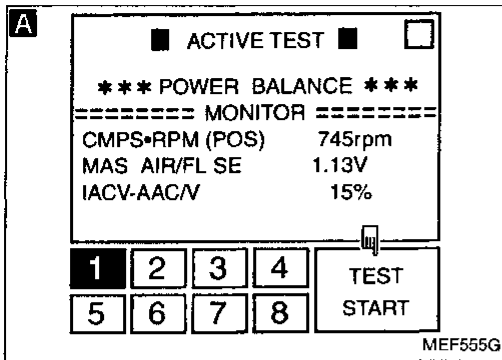 A
■ ACTIVE TEST ■
*** POWER BALANCE ***
======== MONITOR ========
CMPS•RPM (POS) 745rpm
MAS AIR/FL SE 1.13V
IACV-AAC/V 15%
1 2 3 4
5 6 7 8
TEST
START
MEF555G